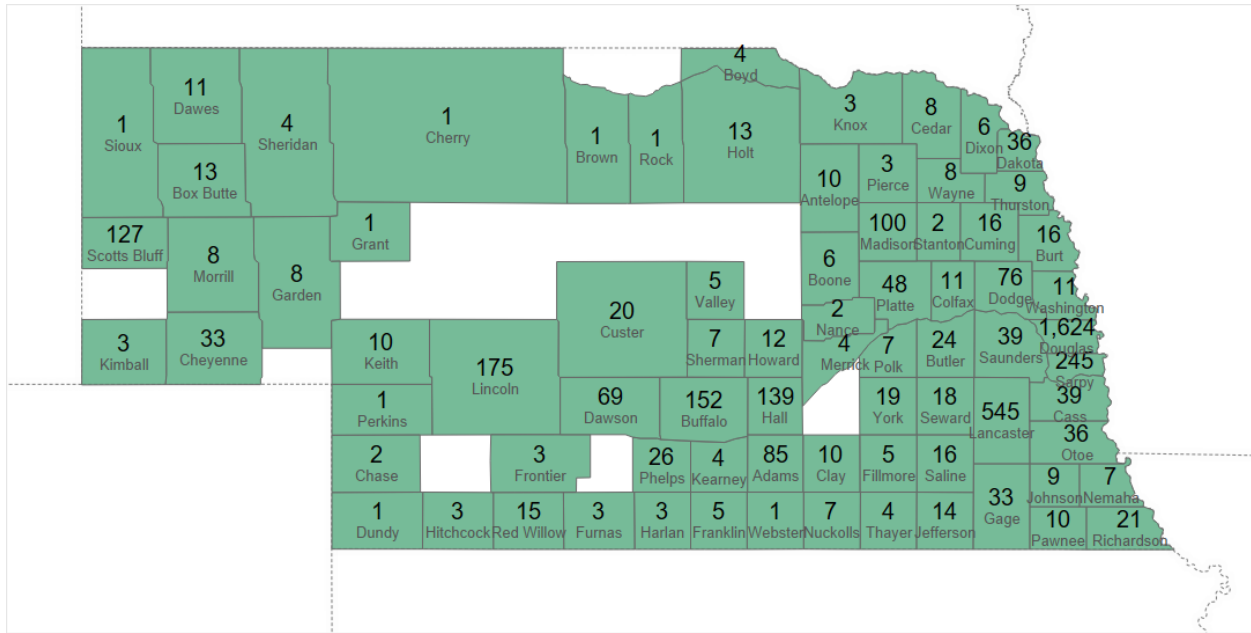 4
Boyd
11
Dawes
1
Sioux
4
Sheridan
1
Cherry
1
Brown
1
Rock
13
Holt
3
Knox
8
Cedar
6
Dixon
36
Dakota
13
Box Butte
10
Antelope
3
Pierce
8
Wayne
9
Thurston
127
Scotts Bluff
1
Grant
100
Madison
2
Stanton
16
Cuming
16
Burt
8
Morrill
8
Garden
6
Boone
48
Platte
11
Colfax
76
Dodge
11
Washington
20
Custer
5
Valley
2
Nance
3
Kimball
33
Cheyenne
10
Keith
175
Lincoln
7
Sherman
12
Howard
4
Merrick
7
Polk
24
Butler
39
Saunders
1,624
Douglas
245
Sarpy
1
Perkins
69
Dawson
152
Buffalo
139
Hall
19
York
18
Seward
545
Lancaster
39
Cass
36
Otoe
2
Chase
3
Frontier
26
Phelps
4
Kearney
85
Adams
10
Clay
5
Fillmore
16
Saline
33
Gage
9
Johnson
7
Nemaha
1
Dundy
3
Hitchcock
15
Red Willow
3
Furnas
3
Harlan
5
Franklin
1
Webster
7
Nuckolls
4
Thayer
14
Jefferson
10
Pawnee
21
Richardson